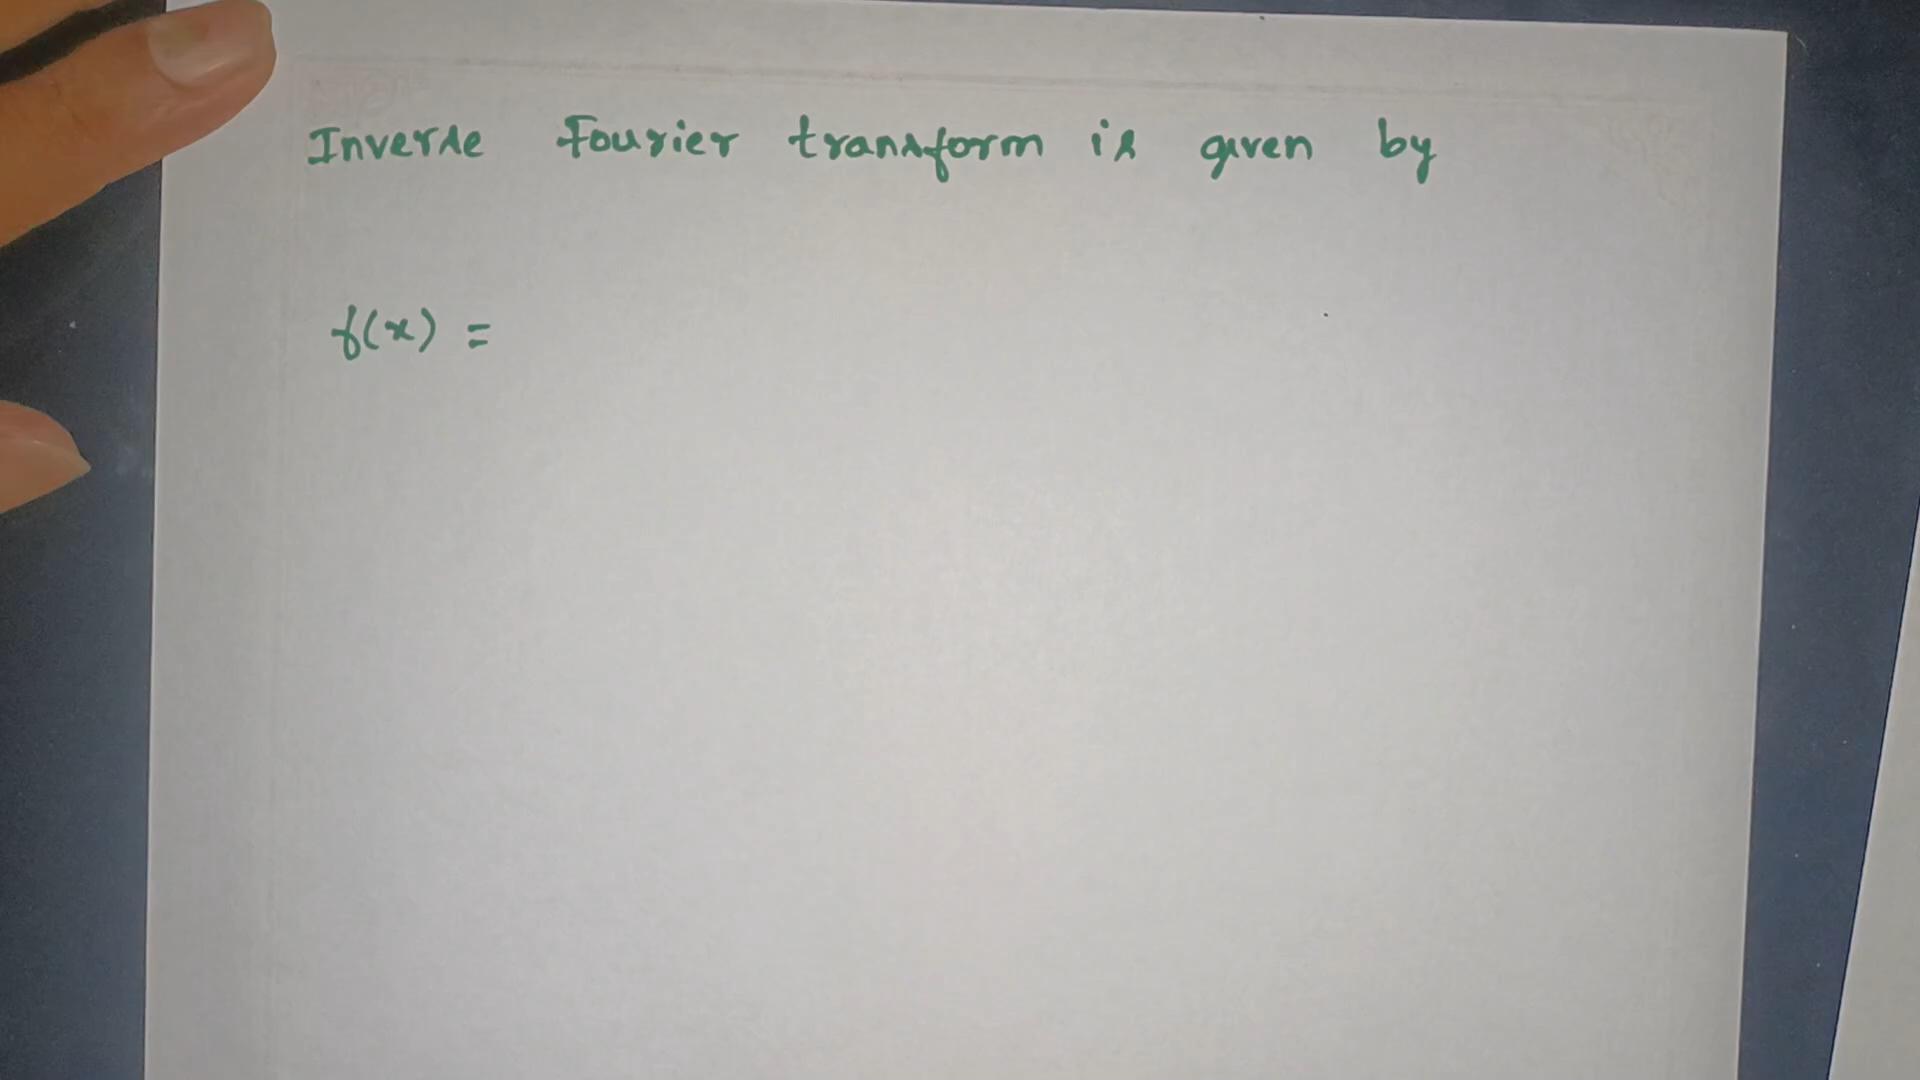 Inverse Fourier transform is given by
f(x) =